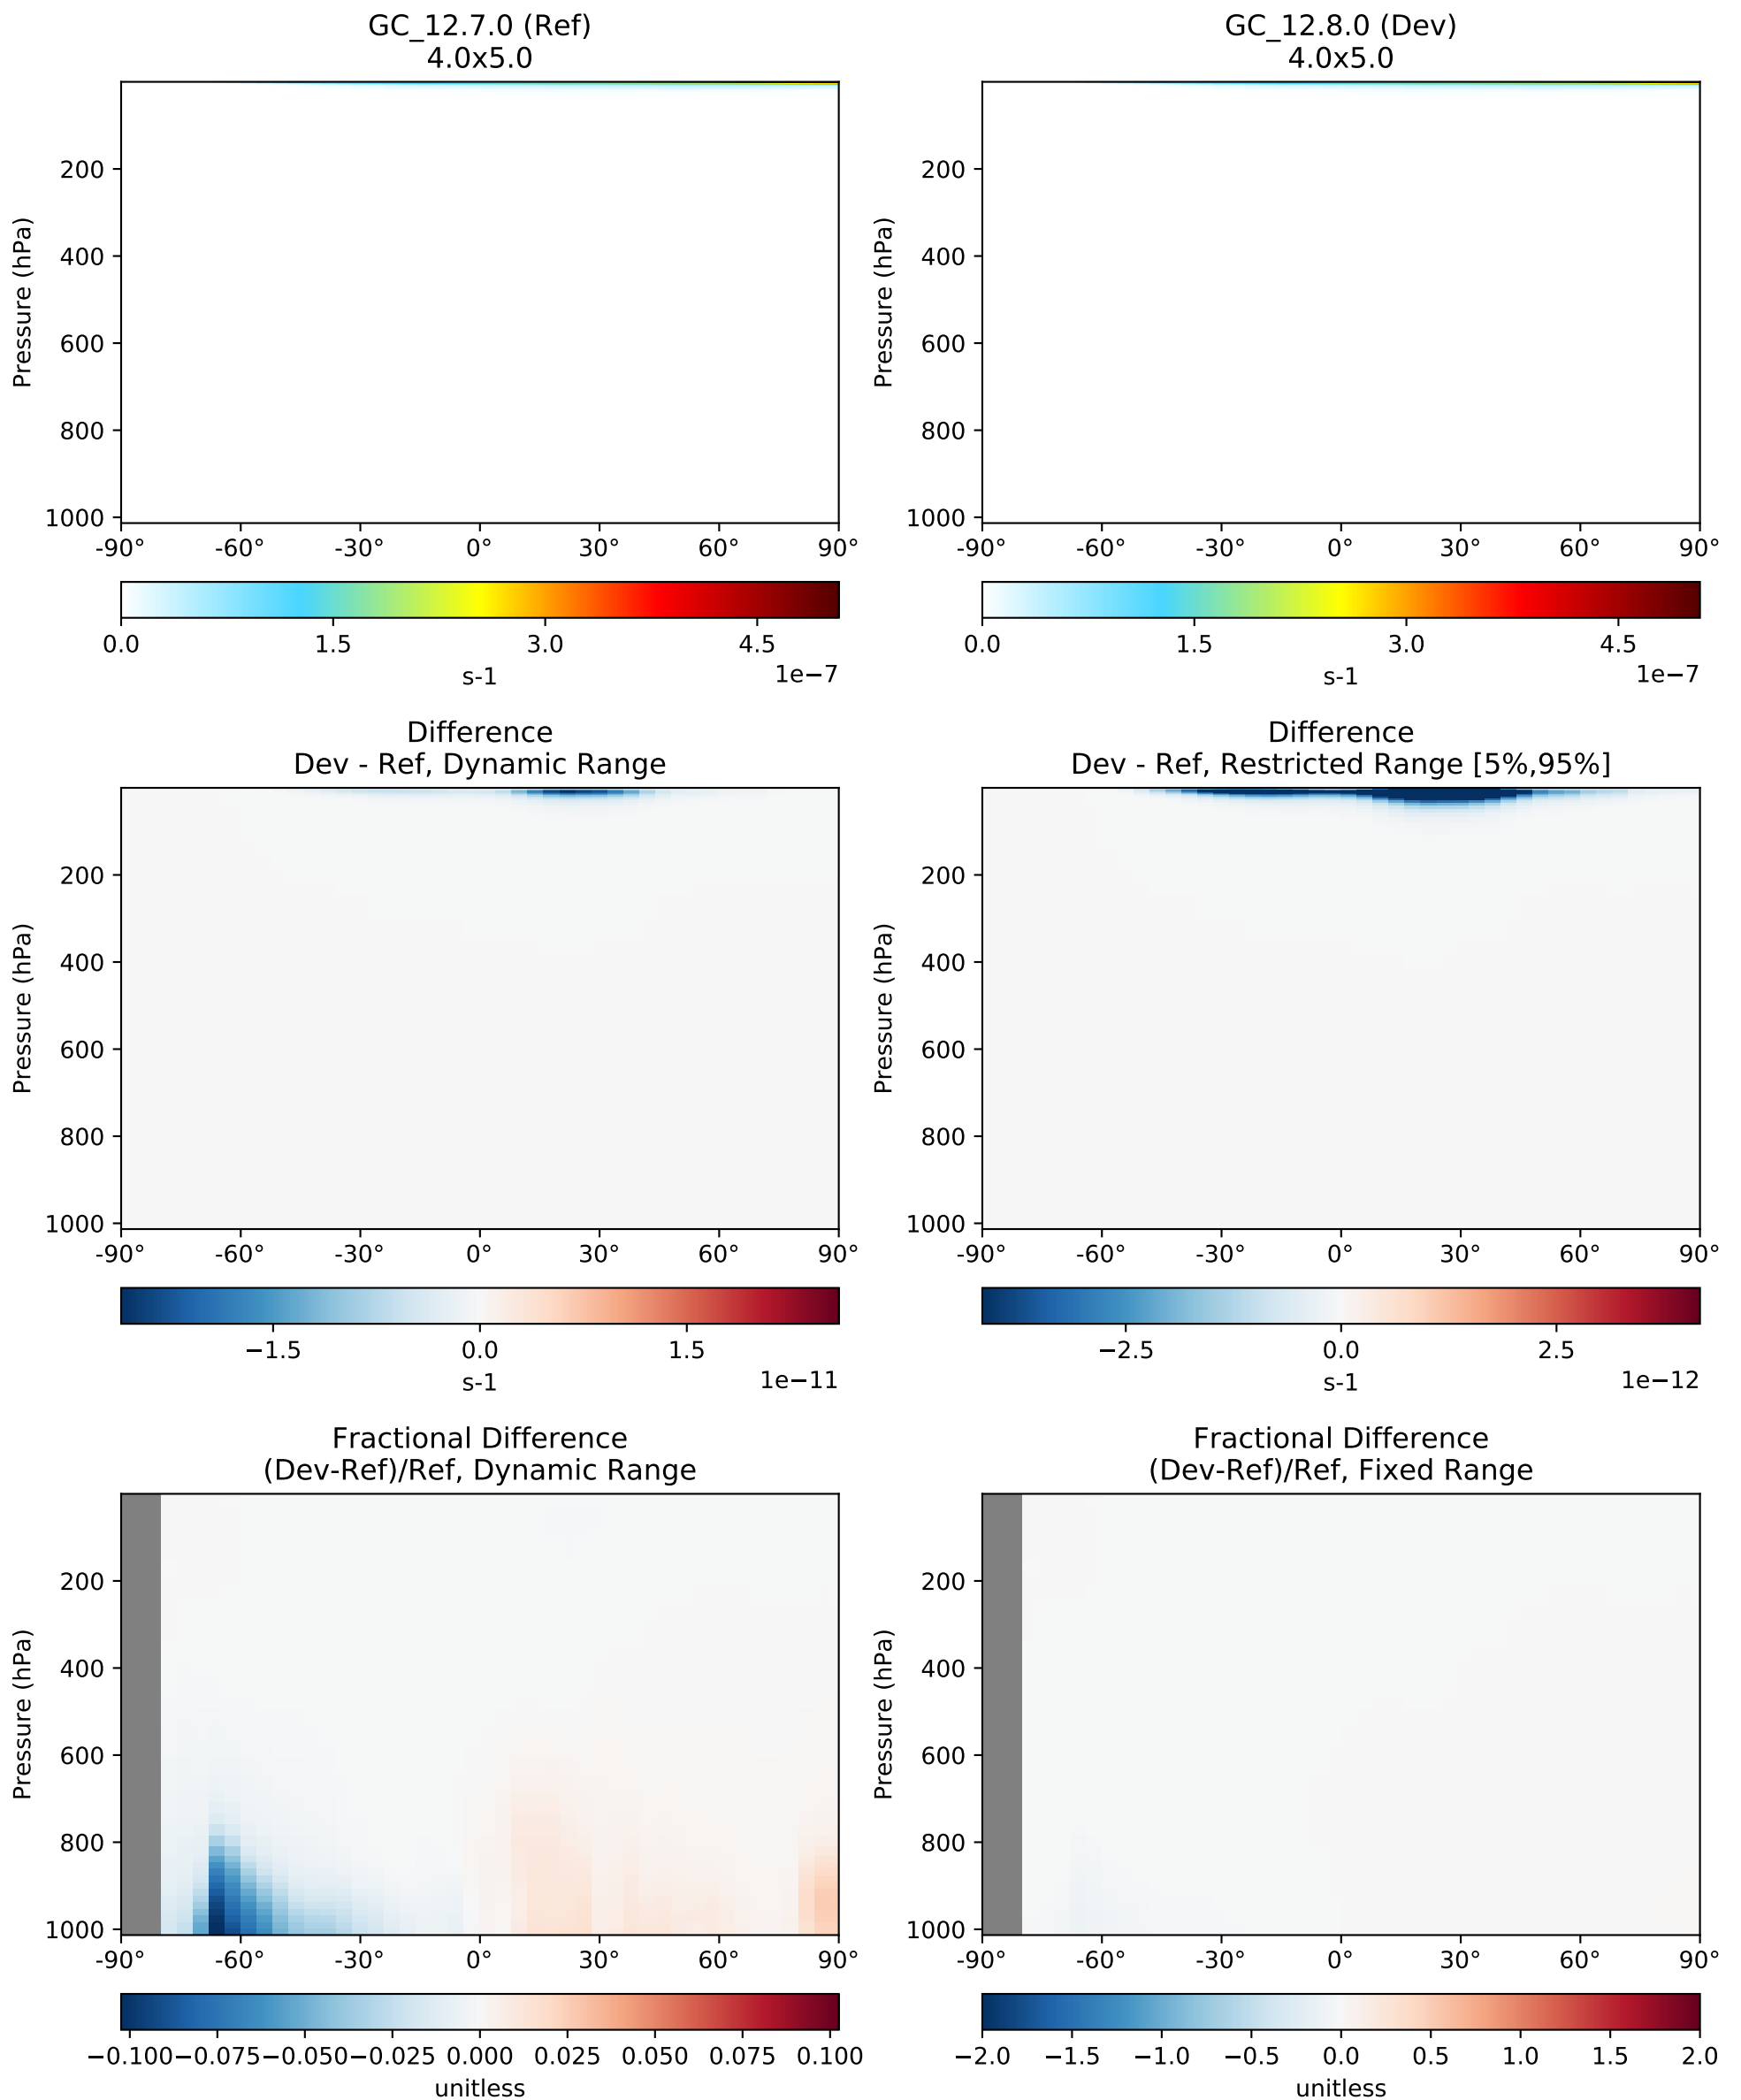 GC_12.7.0 (Ref)
4.0x5.0
Pressure (hPa)
200
400
600
800
1000
-90° -60° -30° 0° 30° 60° 90°
0.0 1.5 3.0 4.5
s-1
1e−7
GC_12.8.0 (Dev)
4.0x5.0
Pressure (hPa)
200
400
600
800
1000
-90° -60° -30° 0° 30° 60° 90°
0.0 1.5 3.0 4.5
s-1
1e−7
Difference
Dev - Ref, Dynamic Range
Pressure (hPa)
200
400
600
800
1000
-90° -60° -30° 0° 30° 60° 90°
−1.5 0.0 1.5
s-1
1e−11
Difference
Dev - Ref, Restricted Range [5%,95%]
Pressure (hPa)
200
400
600
800
1000
-90° -60° -30° 0° 30° 60° 90°
−2.5 0.0 2.5
s-1
1e−12
Fractional Difference
(Dev-Ref)/Ref, Dynamic Range
Pressure (hPa)
200
400
600
800
1000
-90° -60° -30° 0° 30° 60° 90°
−0.100 −0.075 −0.050 −0.025 0.000 0.025 0.050 0.075 0.100
unitless
Fractional Difference
(Dev-Ref)/Ref, Fixed Range
Pressure (hPa)
200
400
600
800
1000
-90° -60° -30° 0° 30° 60° 90°
−2.0 −1.5 −1.0 −0.5 0.0 0.5 1.0 1.5 2.0
unitless